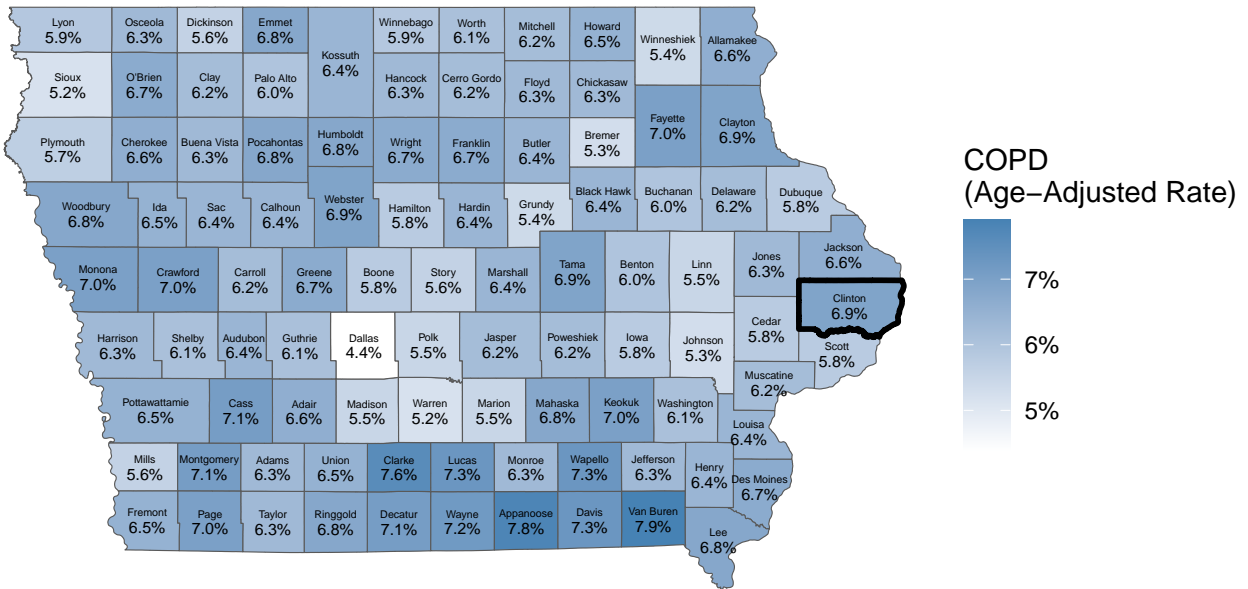 Lyon
5.9%
Osceola
6.3%
Dickinson
5.6%
Emmet
6.8%
Kossuth
6.4%
Winnebago
5.9%
Worth
6.1%
Mitchell
6.2%
Howard
6.5%
Winneshiek
5.4%
Allamakee
6.6%
Sioux
5.2%
O'Brien
6.7%
Clay
6.2%
Palo Alto
6.0%
Hancock
6.3%
Cerro Gordo
6.2%
Floyd
6.3%
Chickasaw
6.3%
Fayette
7.0%
Clayton
6.9%
Plymouth
5.7%
Cherokee
6.6%
Buena Vista
6.3%
Pocahontas
6.8%
Humboldt
6.8%
Wright
6.7%
Franklin
6.7%
Butler
6.4%
Bremer
5.3%
Woodbury
6.8%
Ida
6.5%
Sac
6.4%
Calhoun
6.4%
Webster
6.9%
Hamilton
5.8%
Hardin
6.4%
Grundy
5.4%
Black Hawk
6.4%
Buchanan
6.0%
Delaware
6.2%
Dubuque
5.8%
Monona
7.0%
Crawford
7.0%
Carroll
6.2%
Greene
6.7%
Boone
5.8%
Story
5.6%
Marshall
6.4%
Tama
6.9%
Benton
6.0%
Linn
5.5%
Jones
6.3%
Jackson
6.6%
Clinton
6.9%
Harrison
6.3%
Shelby
6.1%
Audubon
6.4%
Guthrie
6.1%
Dallas
4.4%
Polk
5.5%
Jasper
6.2%
Poweshiek
6.2%
Iowa
5.8%
Johnson
5.3%
Cedar
5.8%
Scott
5.8%
Muscatine
6.2%
Pottawattamie
6.5%
Cass
7.1%
Adair
6.6%
Madison
5.5%
Warren
5.2%
Marion
5.5%
Mahaska
6.8%
Keokuk
7.0%
Washington
6.1%
Louisa
6.4%
Mills
5.6%
Montgomery
7.1%
Adams
6.3%
Union
6.5%
Clarke
7.6%
Lucas
7.3%
Monroe
6.3%
Wapello
7.3%
Jefferson
6.3%
Henry
6.4%
Des Moines
6.7%
Fremont
6.5%
Page
7.0%
Taylor
6.3%
Ringgold
6.8%
Decatur
7.1%
Wayne
7.2%
Appanoose
7.8%
Davis
7.3%
Van Buren
7.9%
Lee
6.8%
COPD
(Age−Adjusted Rate)
7%
6%
5%